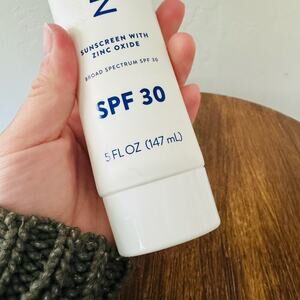 SUNSCREEN WITH
ZINC OXIDE
BROAD SPECTRUM SPF 30
SPF 30
5 FL OZ (147 mL)